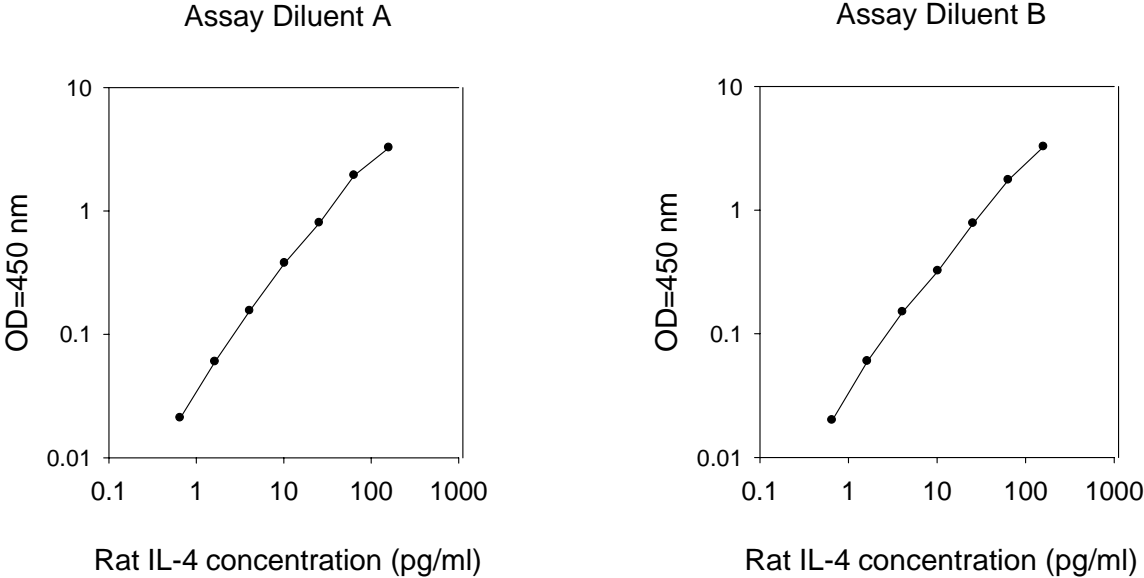 Assay Diluent A
10
1
0.1
0.01
0.1 1 10 100 1000
OD=450 nm
Rat IL-4 concentration (pg/ml)
Assay Diluent B
10
1
0.1
0.01
0.1 1 10 100 1000
OD=450 nm
Rat IL-4 concentration (pg/ml)